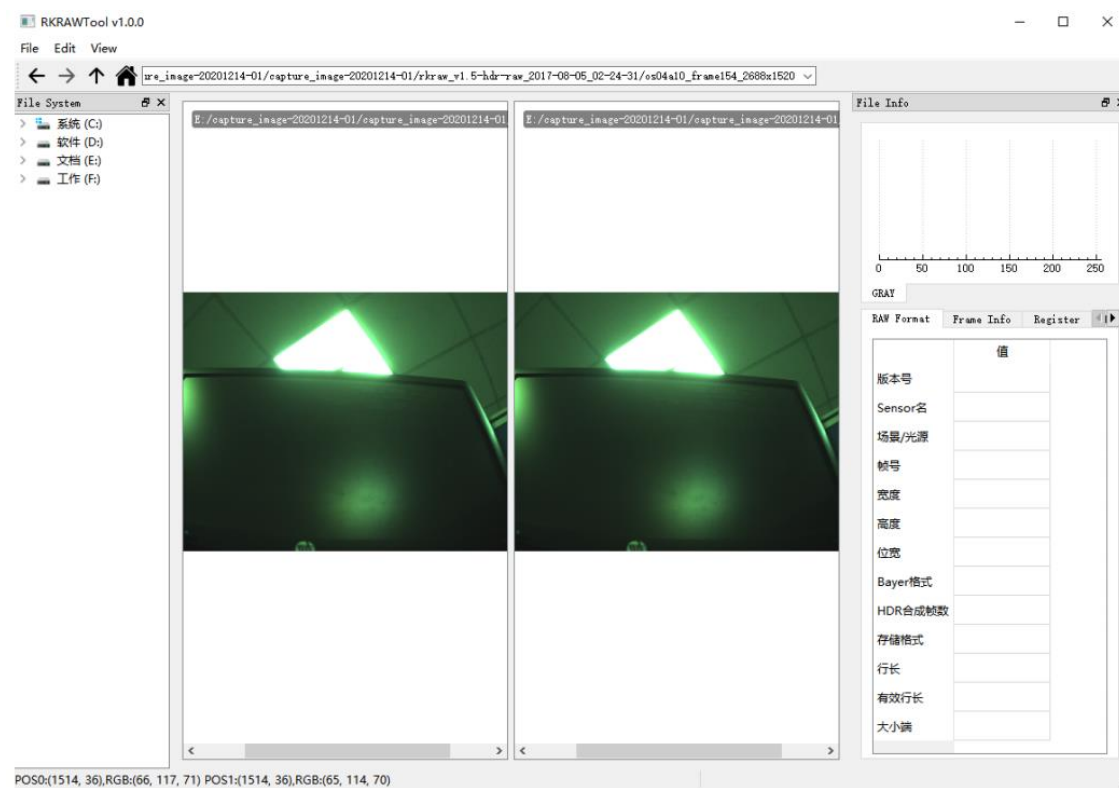 RKRAWTool v1.0.0
File Edit View
ure_image-20201214-01/capture_image-20201214-01/rkraw_v1.5-hdr-raw_2017-08-05_02-24-31/os04a10_frame154_2688x1520
File System
系统 (C:)
软件 (D:)
文档 (E:)
工作 (F:)
E:/capture_image-20201214-01/capture_image-20201214-01
E:/capture_image-20201214-01/capture_image-20201214-01
File Info
0 50 100 150 200 250
GRAY
RAW Format Frame Info Register
值
版本号
Sensor名
场景/光源
帧号
宽度
高度
位宽
Bayer格式
HDR合成帧数
存储格式
行长
有效行长
大小端
POS0:(1514, 36),RGB:(66, 117, 71) POS1:(1514, 36),RGB:(65, 114, 70)